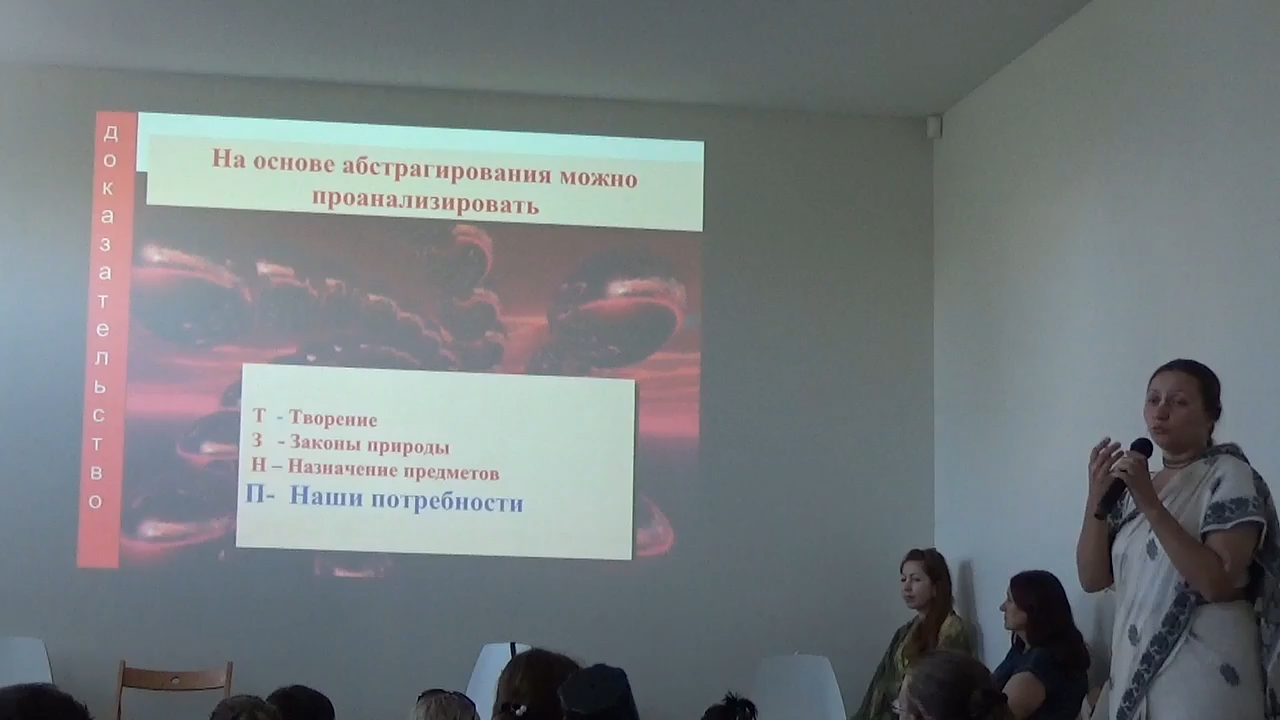 доказательство
На основе абстрагирования можно
проанализировать
Т - Творение
З - Законы природы
Н – Назначение предметов
П- Наши потребности